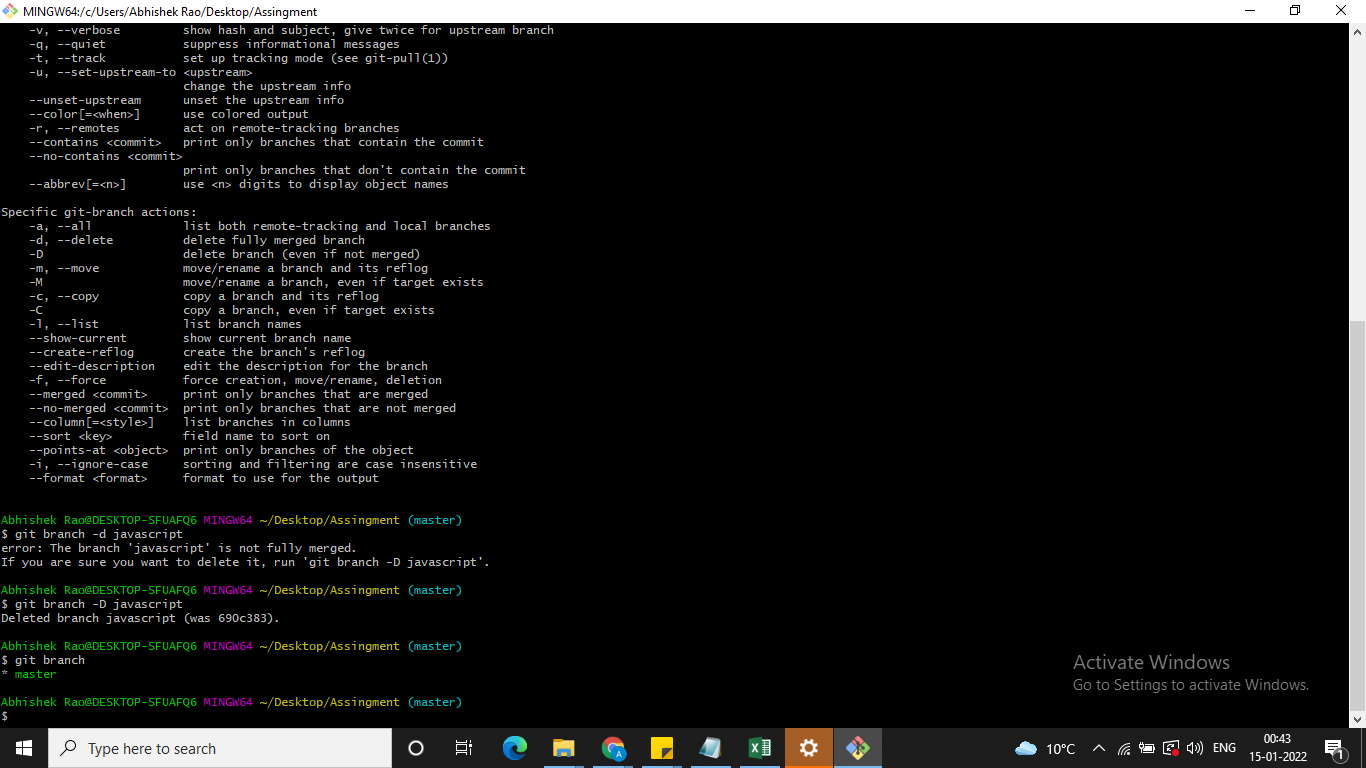 MINGW64:/c/Users/Abhishek Rao/Desktop/Assingment
-v, --verbose show hash and subject, give twice for upstream branch
-q, --quiet suppress informational messages
-t, --track set up tracking mode (see git-pull(1))
-u, --set-upstream-to <upstream>
change the upstream info
--unset-upstream unset the upstream info
--color[=<when>] use colored output
-r, --remotes act on remote-tracking branches
--contains <commit> print only branches that contain the commit
--no-contains <commit>
print only branches that don't contain the commit
--abbrev[=<n>] use <n> digits to display object names
Specific git-branch actions:
-a, --all list both remote-tracking and local branches
-d, --delete delete fully merged branch
-D delete branch (even if not merged)
-m, --move move/rename a branch and its reflog
-M move/rename a branch, even if target exists
-c, --copy copy a branch and its reflog
-C copy a branch, even if target exists
-l, --list list branch names
--show-current show current branch name
--create-reflog create the branch's reflog
--edit-description edit the description for the branch
-f, --force force creation, move/rename, deletion
--merged <commit> print only branches that are merged
--no-merged <commit> print only branches that are not merged
--column[=<style>] list branches in columns
--sort <key> field name to sort on
--points-at <object> print only branches of the object
-i, --ignore-case sorting and filtering are case insensitive
--format <format> format to use for the output
Abhishek Rao@DESKTOP-SFUAFQ6 MINGW64 ~/Desktop/Assingment (master)
$ git branch -d javascript
error: The branch 'javascript' is not fully merged.
If you are sure you want to delete it, run 'git branch -D javascript'.
Abhishek Rao@DESKTOP-SFUAFQ6 MINGW64 ~/Desktop/Assingment (master)
$ git branch -D javascript
Deleted branch javascript (was 690c383).
Abhishek Rao@DESKTOP-SFUAFQ6 MINGW64 ~/Desktop/Assingment (master)
$ git branch
* master
Abhishek Rao@DESKTOP-SFUAFQ6 MINGW64 ~/Desktop/Assingment (master)
$
Activate Windows
Go to Settings to activate Windows.
Type here to search
A
10°C
ENG
00:43
15-01-2022
1